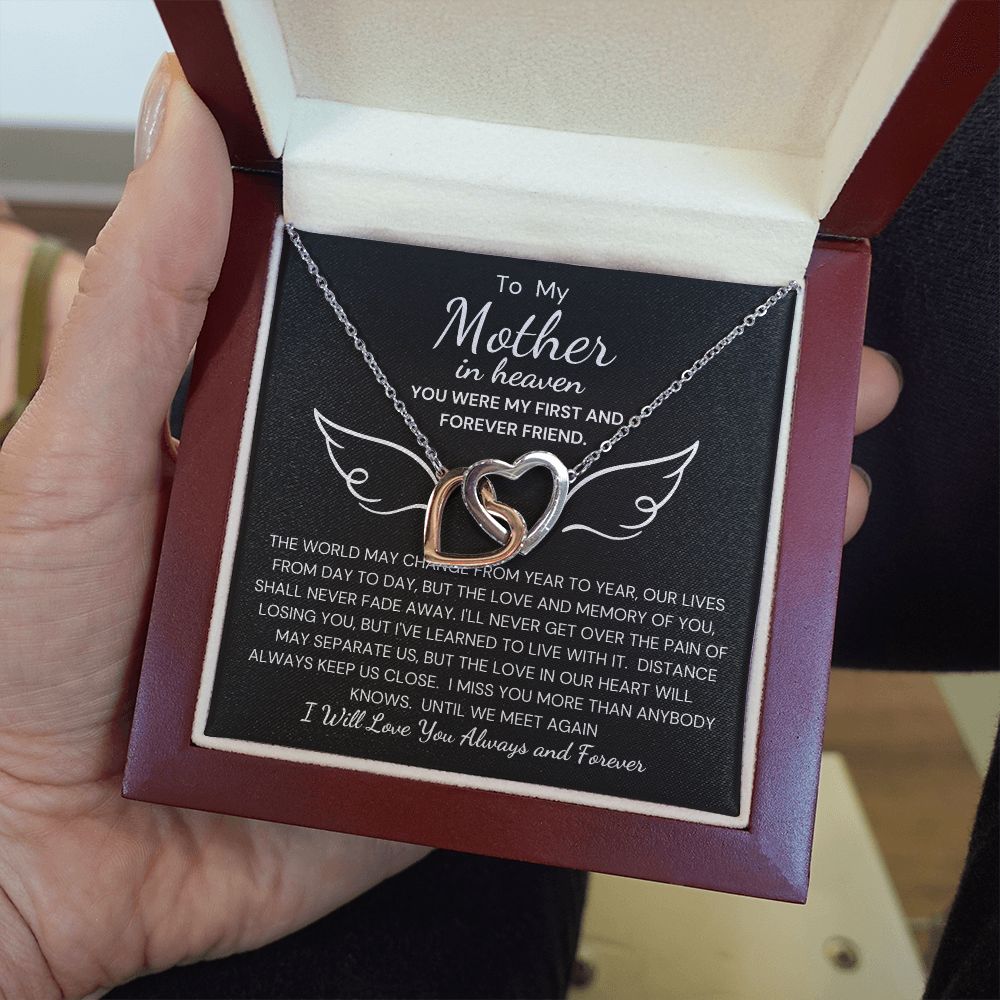 To My
Mother
in heaven
YOU WERE MY FIRST AND
FOREVER FRIEND.
THE WORLD MAY CHANGE FROM YEAR TO YEAR, OUR LIVES
FROM DAY TO DAY, BUT THE LOVE AND MEMORY OF YOU,
SHALL NEVER FADE AWAY. I'LL NEVER GET OVER THE PAIN OF
LOSING YOU, BUT I'VE LEARNED TO LIVE WITH IT. DISTANCE
MAY SEPARATE US, BUT THE LOVE IN OUR HEART WILL
ALWAYS KEEP US CLOSE. I MISS YOU MORE THAN ANYBODY
KNOWS. UNTIL WE MEET AGAIN
I Will Love You Always and Forever